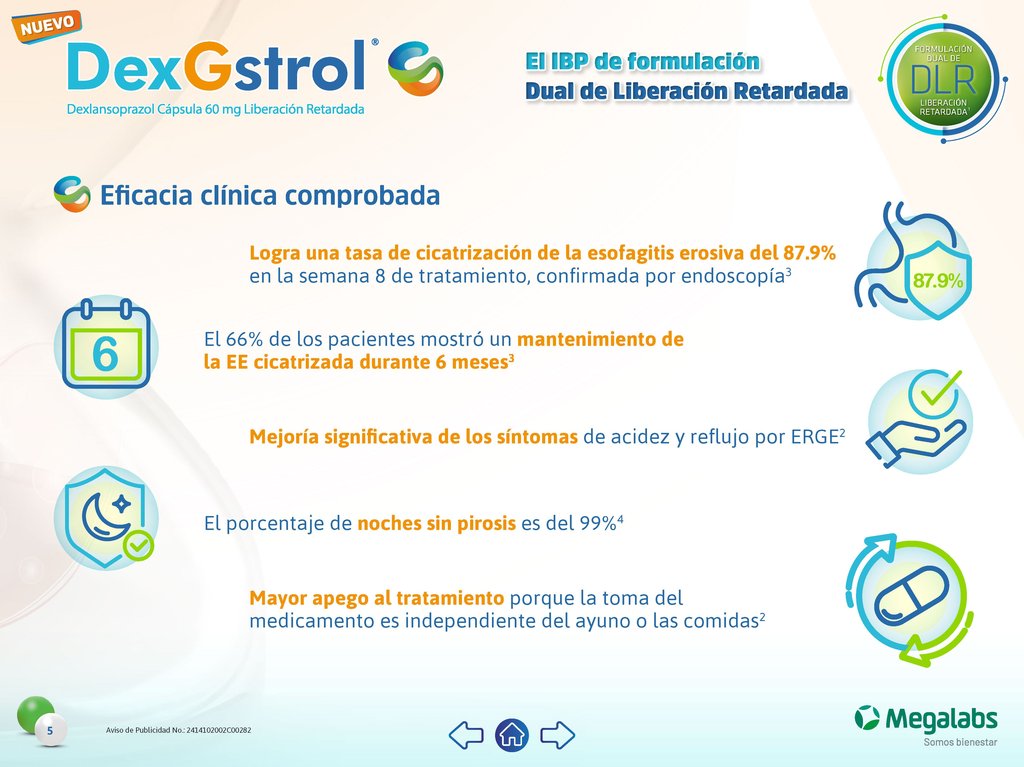 NUEVO
DexGstrol®
Dexlansoprazol Cápsula 60 mg Liberación Retardada
El IBP de formulación
Dual de Liberación Retardada
FORMULACIÓN
DUAL DE
DLR
LIBERACIÓN
RETARDADA¹
Eficacia clínica comprobada
Logra una tasa de cicatrización de la esofagitis erosiva del 87.9%
en la semana 8 de tratamiento, confirmada por endoscopía³
87.9%
6
El 66% de los pacientes mostró un mantenimiento de
la EE cicatrizada durante 6 meses³
Mejoría significativa de los síntomas de acidez y reflujo por ERGE²
El porcentaje de noches sin pirosis es del 99%⁴
Mayor apego al tratamiento porque la toma del
medicamento es independiente del ayuno o las comidas²
5
Aviso de Publicidad No.: 2414102002C00282
Megalabs
Somos bienestar